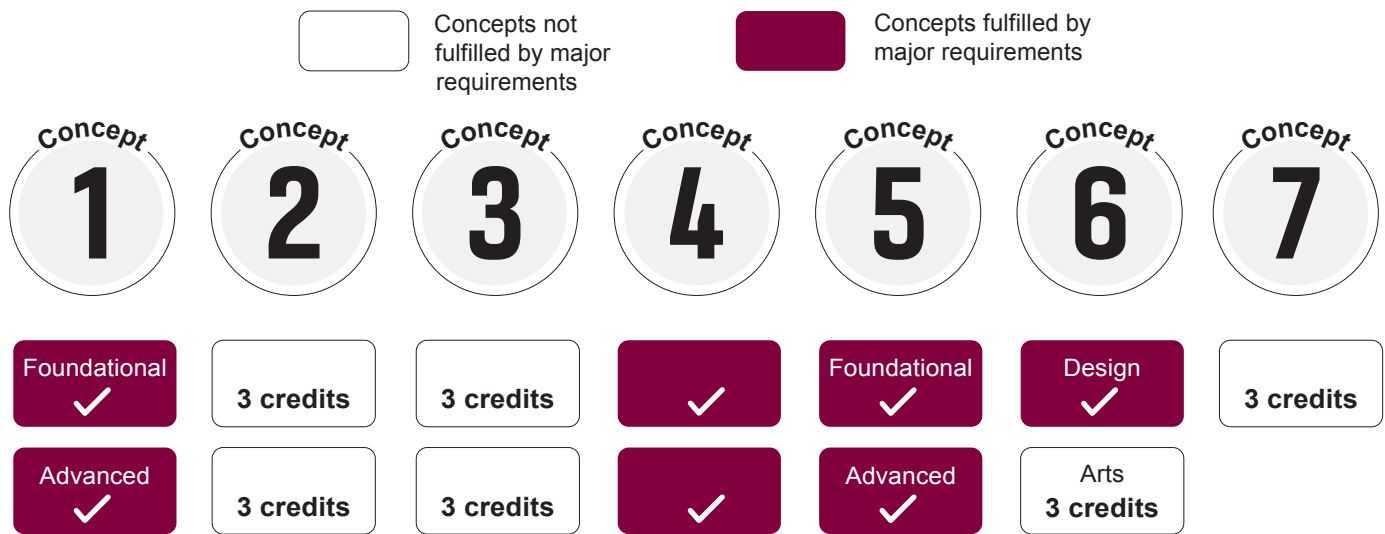 Concepts not
fulfilled by major
requirements
Concepts fulfilled by
major requirements
Concept Concept Concept Concept Concept Concept Concept
1 2 3 4 5 6 7
Foundational Foundational Design
3 credits 3 credits 3 credits
Advanced Advanced Arts
3 credits 3 credits 3 credits